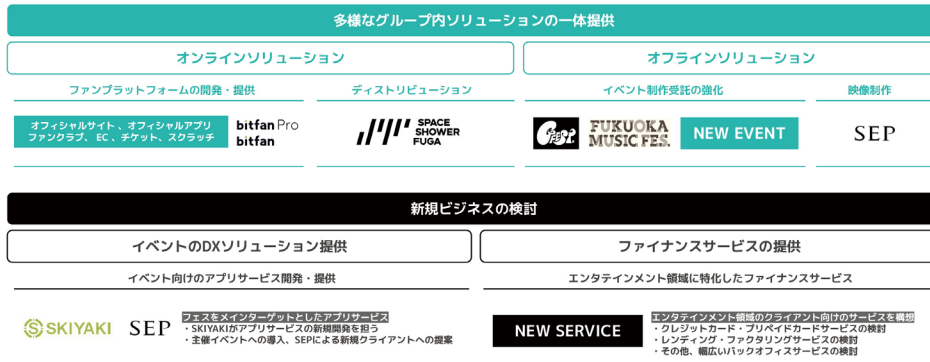 多様なグループ内ソリューションの一体提供
オンラインソリューション
オフラインソリューション
ファンプラットフォームの開発・提供
ディストリビューション
イベント制作受託の強化
映像制作
オフィシャルサイト、オフィシャルアプリ
ファンクラブ、EC、チケット、スクラッチ
bitfan Pro
bitfan
SPACE
SHOWER
FUGA
FUKUOKA
MUSIC FES.
NEW EVENT
SEP
新規ビジネスの検討
イベントのDXソリューション提供
ファイナンスサービスの提供
イベント向けのアプリサービス開発・提供
エンタテインメント領域に特化したファイナンスサービス
SKIYAKI
SEP
フェスをメインターゲットとしたアプリサービス
・SKIYAKIがアプリサービスの新規開発を担う
・主催イベントへの導入、SEPによる新規クライアントへの提案
NEW SERVICE
エンタテインメント領域のクライアント向けのサービスを構想
・クレジットカード・プリペイドカードサービスの検討
・レンディング・ファクタリングサービスの検討
・その他、幅広いバックオフィスサービスの検討